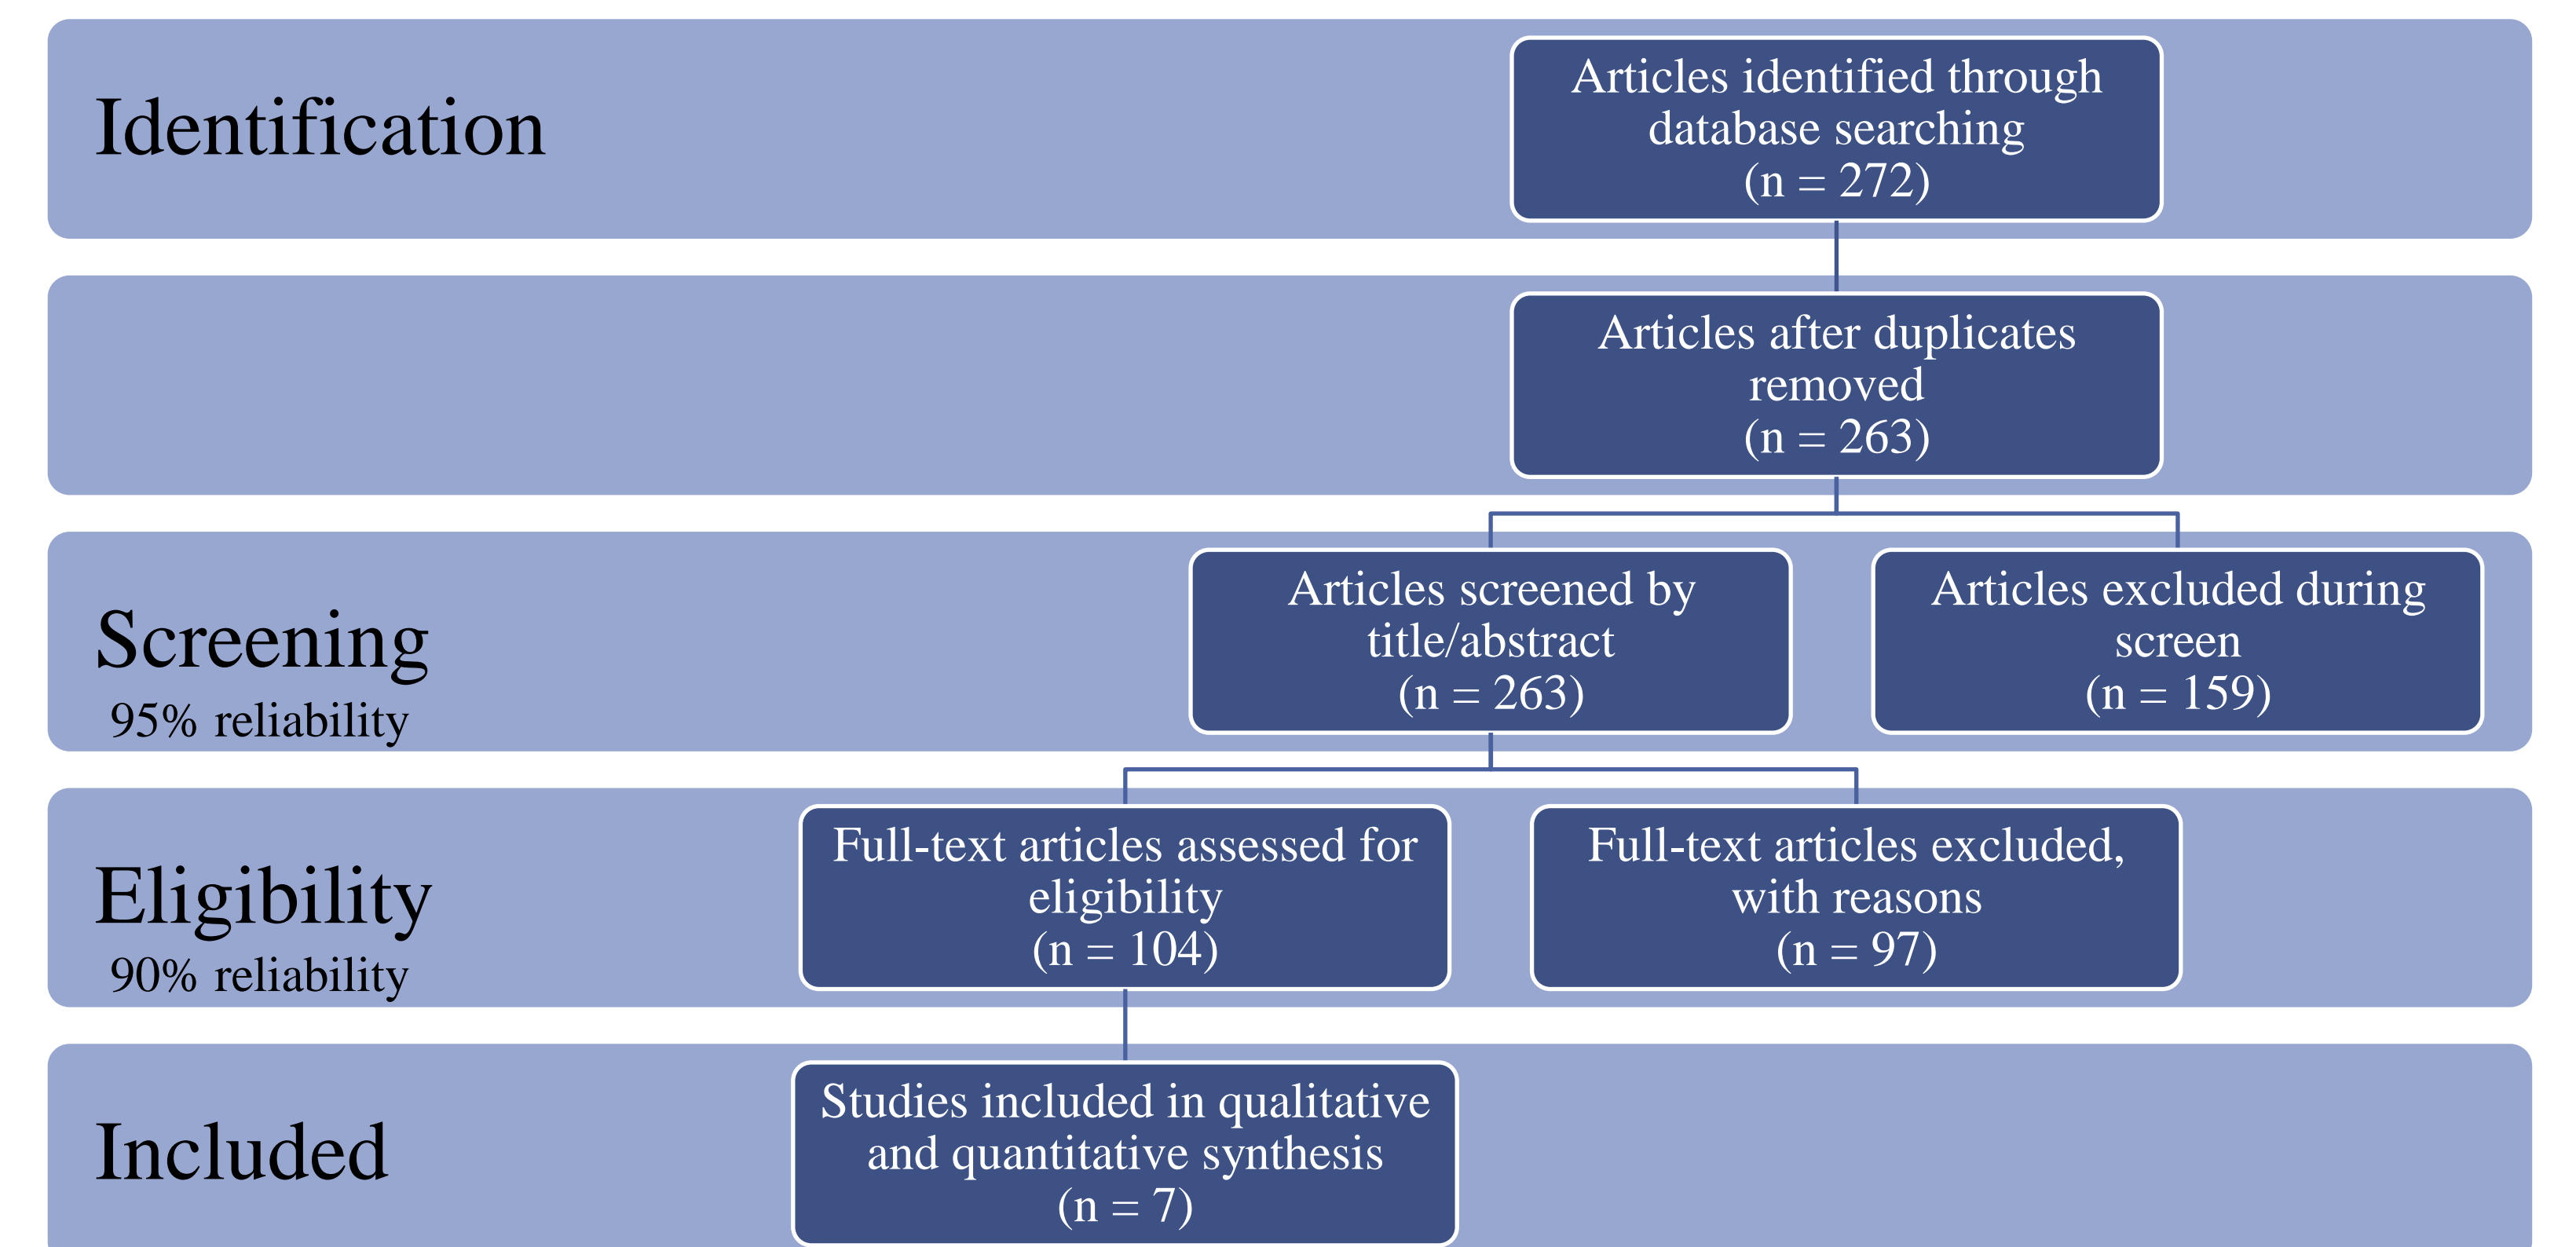 Identification
Articles identified through
database searching
(n = 272)
Articles after duplicates
removed
(n = 263)
Screening
95% reliability
Articles screened by
title/abstract
(n = 263)
Articles excluded during
screen
(n = 159)
Eligibility
90% reliability
Full-text articles assessed for
eligibility
(n = 104)
Full-text articles excluded,
with reasons
(n = 97)
Included
Studies included in qualitative
and quantitative synthesis
(n = 7)